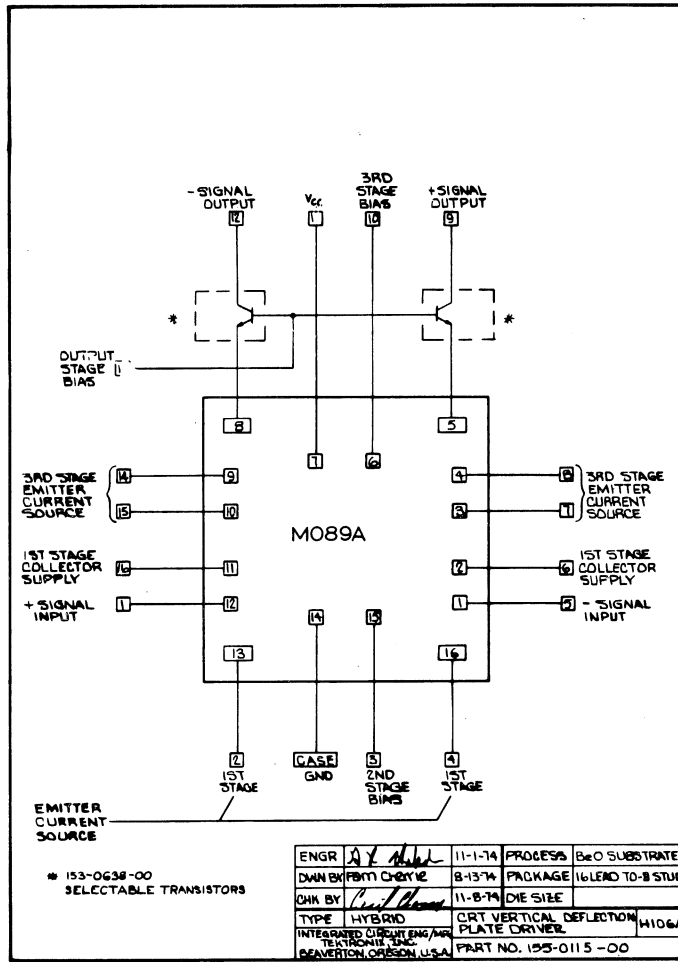 - SIGNAL OUTPUT
12
Vcc
1
3RD STAGE BIAS
10
+ SIGNAL OUTPUT
9
*
*
OUTPUT STAGE BIAS
8
5
7
6
3RD STAGE EMITTER CURRENT SOURCE
14
9
15
10
4
8
3
7
3RD STAGE EMITTER CURRENT SOURCE
M089A
1ST STAGE COLLECTOR SUPPLY
16
11
2
6
1ST STAGE COLLECTOR SUPPLY
+ SIGNAL INPUT
1
12
14
15
1
5
- SIGNAL INPUT
13
16
2
1ST STAGE
CASE
GND
3
2ND STAGE BIAS
4
1ST STAGE
EMITTER CURRENT SOURCE
* 153-0638-00
SELECTABLE TRANSISTORS
ENGR 11-1-74 PROCESS BeO SUBSTRATE
DWN BY Pam Cherrie 8-13-74 PACKAGE 16 LEAD TO-8 STUD
CHK BY 11-8-74 DIE SIZE
TYPE HYBRID CRT VERTICAL DEFLECTION PLATE DRIVER H106A
INTEGRATED CIRCUIT ENG/MFG
TEKTRONIX, INC.
BEAVERTON, OREGON, U.S.A.
PART NO. 155-0115-00